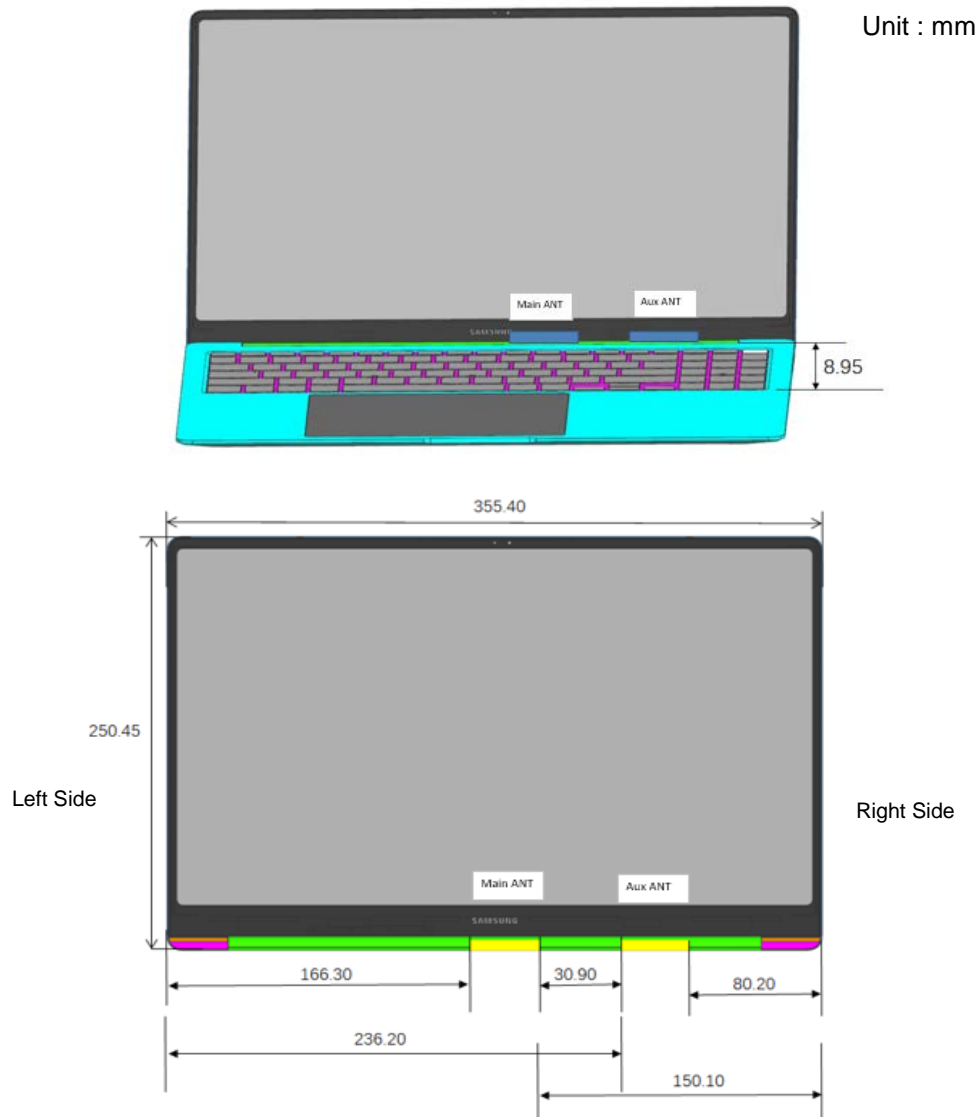 Unit : mm
Main ANT
Aux ANT
SAMSUNG
8.95
355.40
250.45
Left Side
Right Side
Main ANT
Aux ANT
SAMSUNG
166.30
30.90
80.20
236.20
150.10